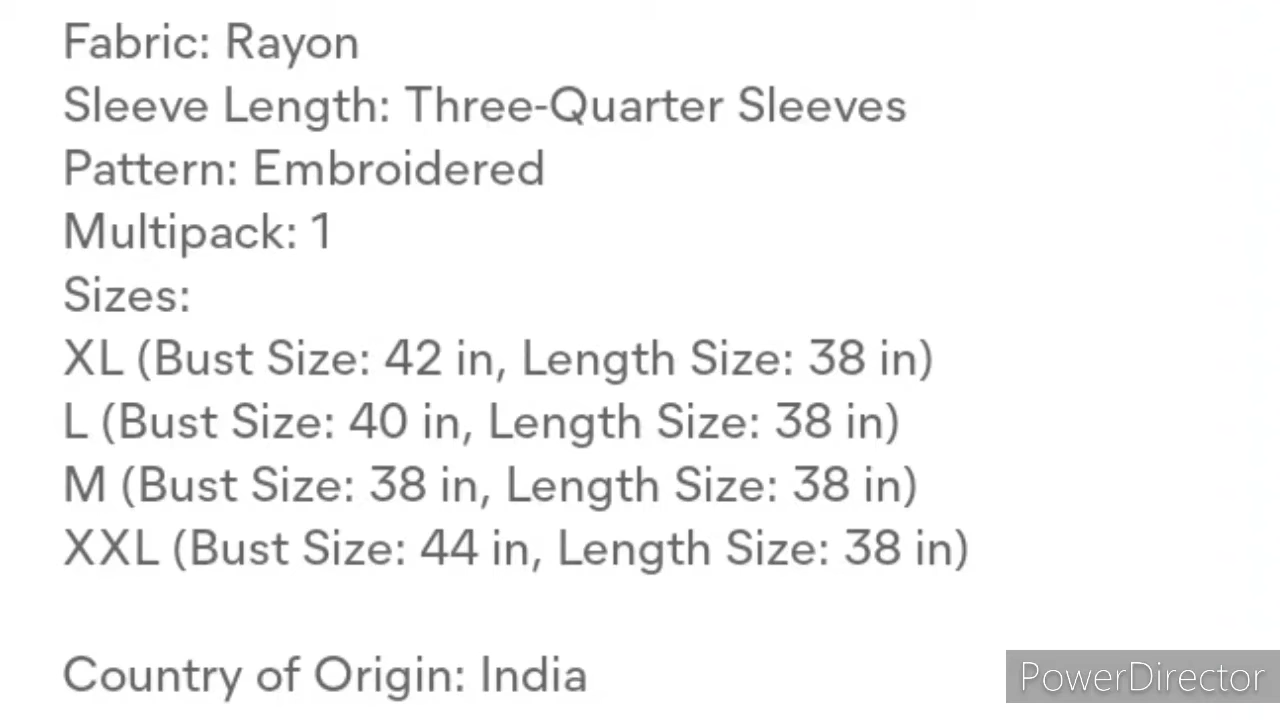 Fabric: Rayon
Sleeve Length: Three-Quarter Sleeves
Pattern: Embroidered
Multipack: 1
Sizes:
XL (Bust Size: 42 in, Length Size: 38 in)
L (Bust Size: 40 in, Length Size: 38 in)
M (Bust Size: 38 in, Length Size: 38 in)
XXL (Bust Size: 44 in, Length Size: 38 in)
Country of Origin: India
PowerDirector